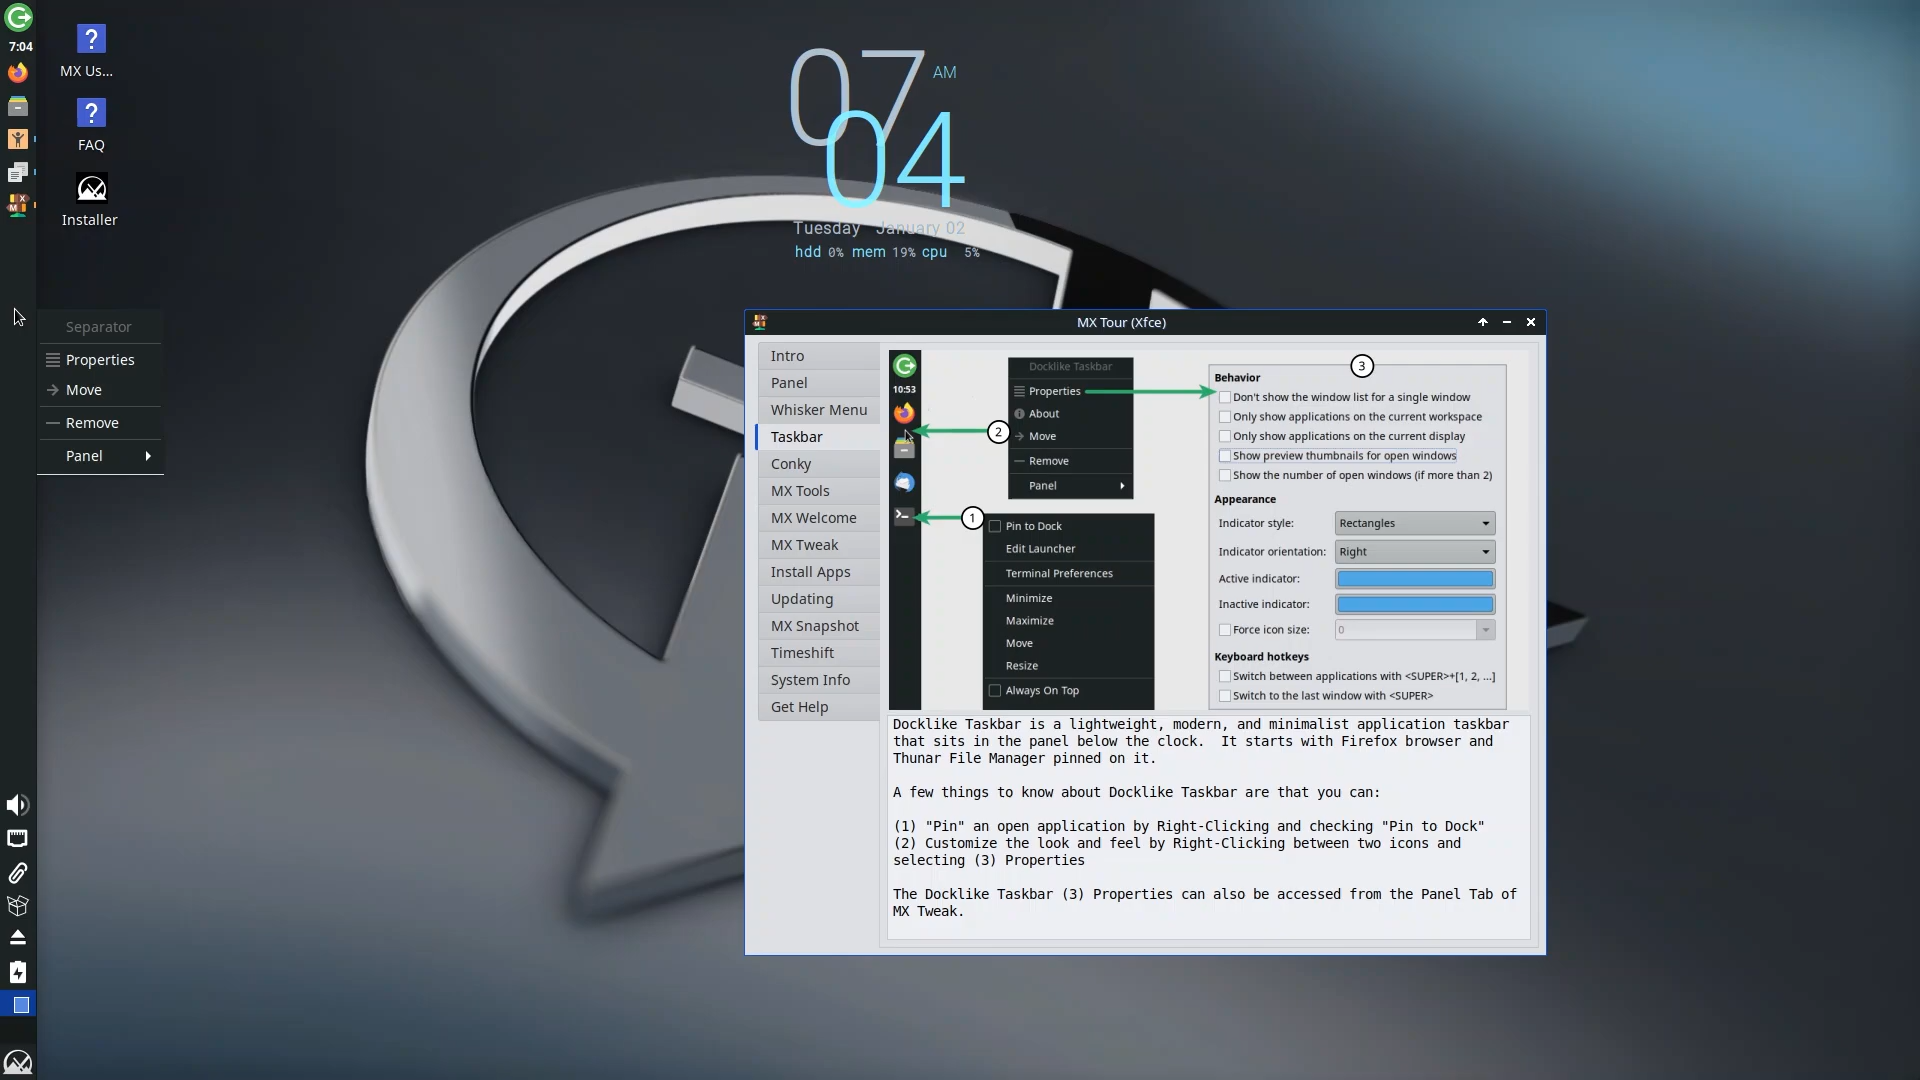 7:04
MX Us...
FAQ
Installer
07 AM
04
Tuesday January 02
hdd 0% mem 19% cpu 5%
Separator
Properties
Move
Remove
Panel
MX Tour (Xfce)
Intro
Panel
Whisker Menu
Taskbar
Conky
MX Tools
MX Welcome
MX Tweak
Install Apps
Updating
MX Snapshot
Timeshift
System Info
Get Help
10:53
Docklike Taskbar
Properties
About
Move
Remove
Panel
2
1
Pin to Dock
Edit Launcher
Terminal Preferences
Minimize
Maximize
Move
Resize
Always On Top
3
Behavior
Don't show the window list for a single window
Only show applications on the current workspace
Only show applications on the current display
Show preview thumbnails for open windows
Show the number of open windows (if more than 2)
Appearance
Indicator style: Rectangles
Indicator orientation: Right
Active indicator:
Inactive indicator:
Force icon size: 0
Keyboard hotkeys
Switch between applications with <SUPER>+[1, 2, ...]
Switch to the last window with <SUPER>
Docklike Taskbar is a lightweight, modern, and minimalist application taskbar
that sits in the panel below the clock.  It starts with Firefox browser and
Thunar File Manager pinned on it.
A few things to know about Docklike Taskbar are that you can:
(1) "Pin" an open application by Right-Clicking and checking "Pin to Dock"
(2) Customize the look and feel by Right-Clicking between two icons and
selecting (3) Properties
The Docklike Taskbar (3) Properties can also be accessed from the Panel Tab of
MX Tweak.